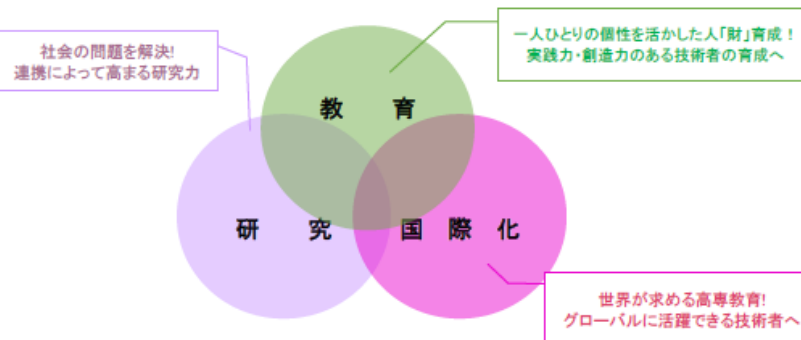 社会の問題を解決!
連携によって高まる研究力
一人ひとりの個性を活かした人「財」育成！
実践力・創造力のある技術者の育成へ
教　育
研　究
国　際　化
世界が求める高専教育!
グローバルに活躍できる技術者へ